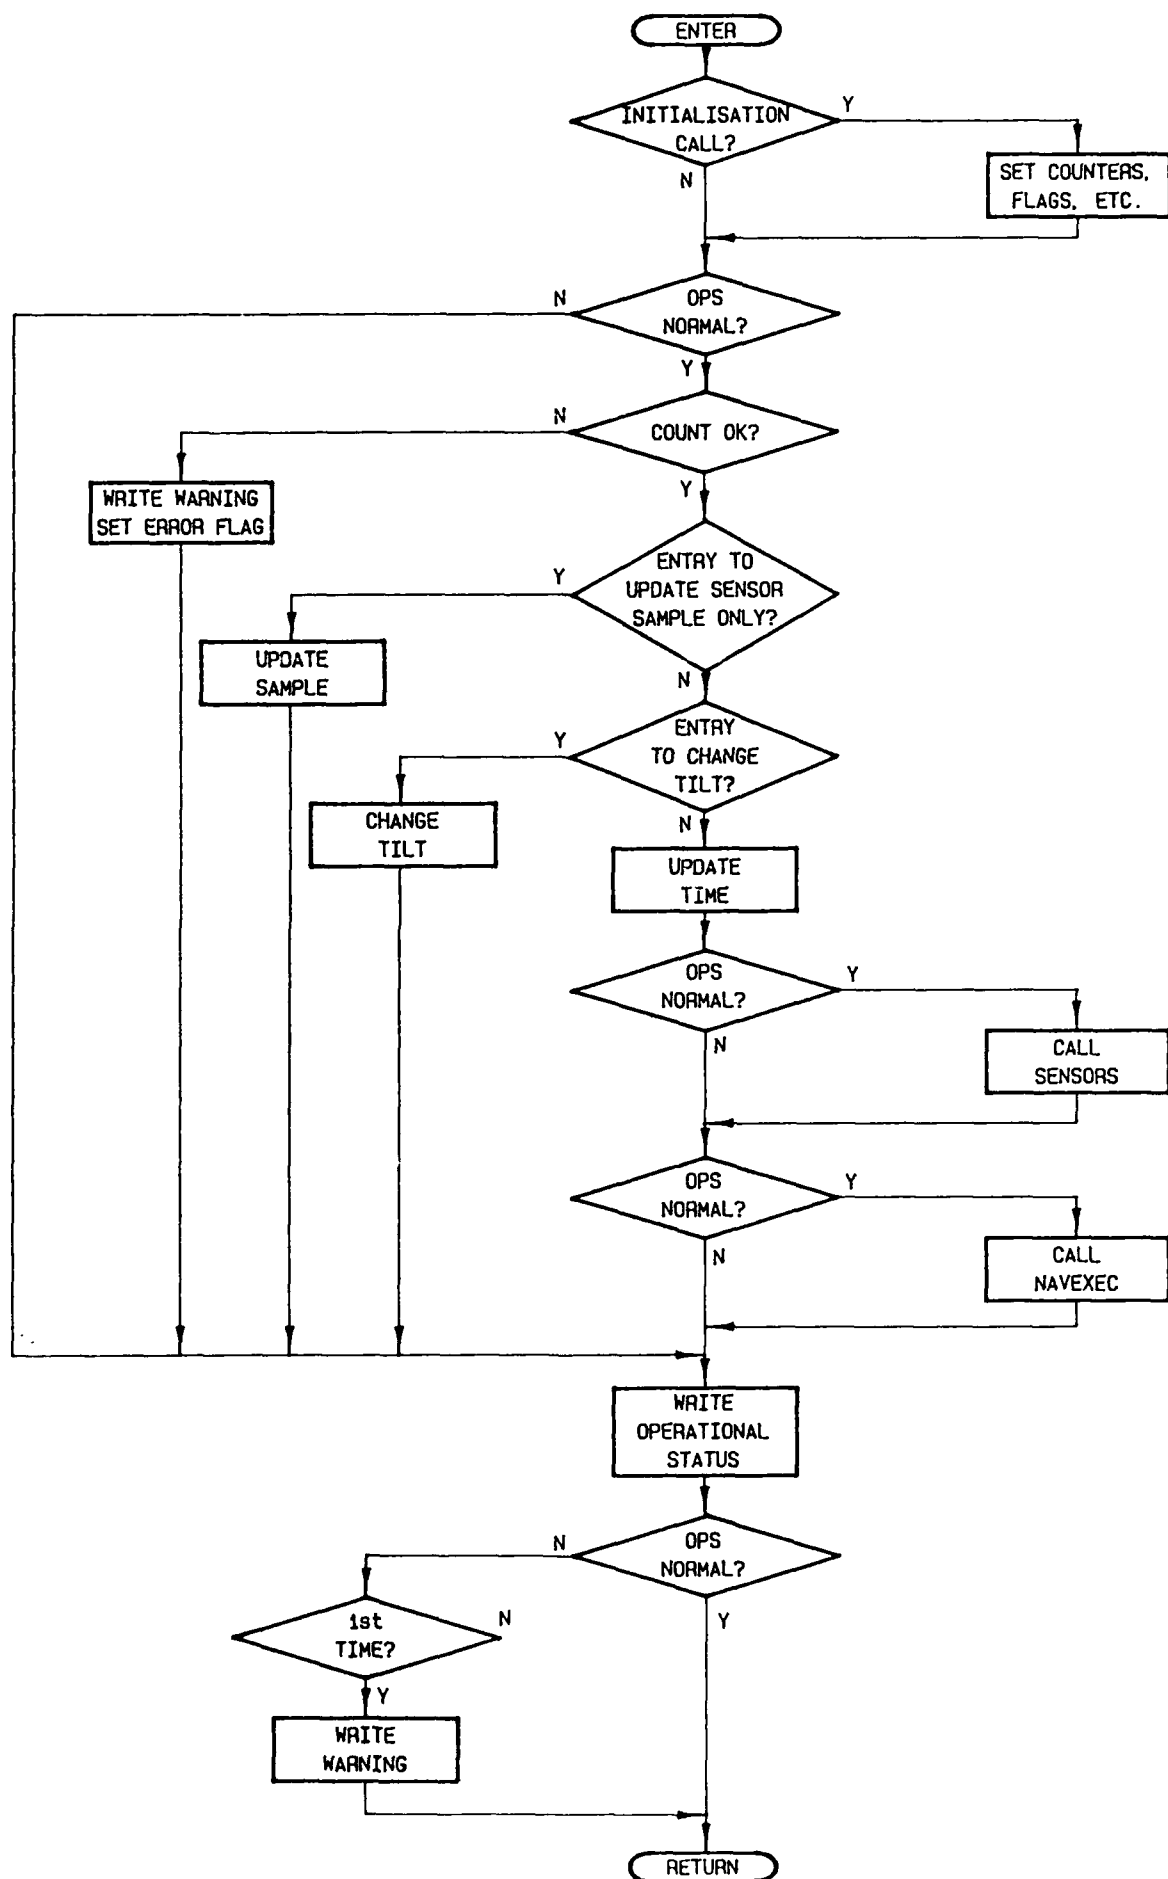 ENTER
INITIALISATION
CALL?
Y
N
SET COUNTERS,
FLAGS, ETC.
OPS
NORMAL?
N
Y
COUNT OK?
N
Y
WRITE WARNING
SET ERROR FLAG
ENTRY TO
UPDATE SENSOR
SAMPLE ONLY?
Y
N
UPDATE
SAMPLE
ENTRY
TO CHANGE
TILT?
Y
N
CHANGE
TILT
UPDATE
TIME
OPS
NORMAL?
Y
N
CALL
SENSORS
OPS
NORMAL?
Y
N
CALL
NAVEXEC
WRITE
OPERATIONAL
STATUS
OPS
NORMAL?
N
Y
1st
TIME?
N
Y
WRITE
WARNING
RETURN